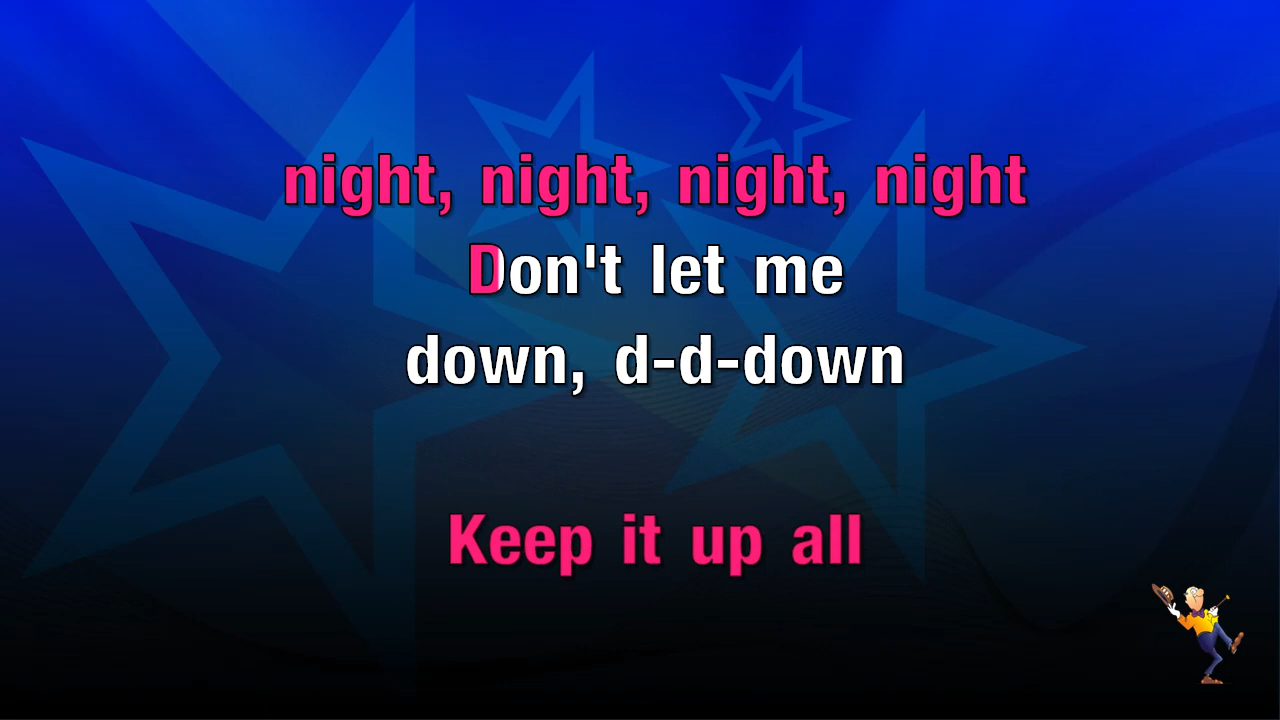 night, night, night, night
Don't let me
down, d-d-down
Keep it up all